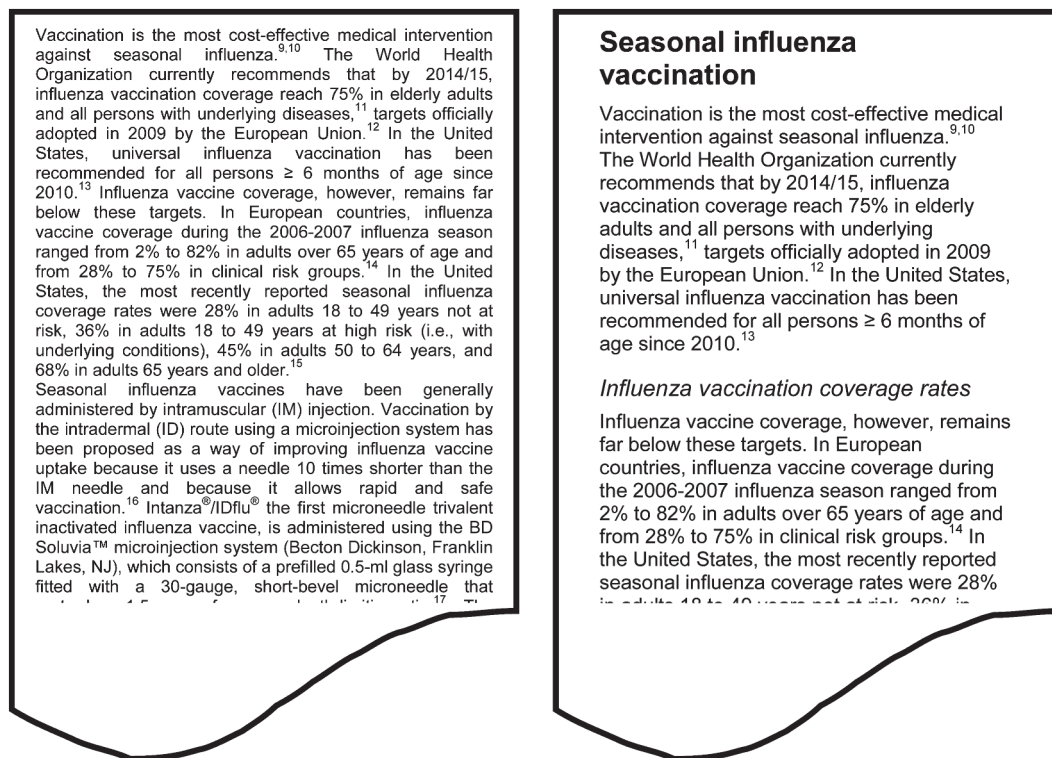 Vaccination is the most cost-effective medical intervention
against seasonal influenza.9,10 The World Health
Organization currently recommends that by 2014/15,
influenza vaccination coverage reach 75% in elderly adults
and all persons with underlying diseases,11 targets officially
adopted in 2009 by the European Union.12 In the United
States, universal influenza vaccination has been
recommended for all persons ≥ 6 months of age since
2010.13 Influenza vaccine coverage, however, remains far
below these targets. In European countries, influenza
vaccine coverage during the 2006-2007 influenza season
ranged from 2% to 82% in adults over 65 years of age and
from 28% to 75% in clinical risk groups.14 In the United
States, the most recently reported seasonal influenza
coverage rates were 28% in adults 18 to 49 years not at
risk, 36% in adults 18 to 49 years at high risk (i.e., with
underlying conditions), 45% in adults 50 to 64 years, and
68% in adults 65 years and older.15
Seasonal influenza vaccines have been generally
administered by intramuscular (IM) injection. Vaccination by
the intradermal (ID) route using a microinjection system has
been proposed as a way of improving influenza vaccine
uptake because it uses a needle 10 times shorter than the
IM needle and because it allows rapid and safe
vaccination.16 Intanza®/IDflu® the first microneedle trivalent
inactivated influenza vaccine, is administered using the BD
Soluvia™ microinjection system (Becton Dickinson, Franklin
Lakes, NJ), which consists of a prefilled 0.5-ml glass syringe
fitted with a 30-gauge, short-bevel microneedle that
17
Seasonal influenza
vaccination
Vaccination is the most cost-effective medical
intervention against seasonal influenza.9,10
The World Health Organization currently
recommends that by 2014/15, influenza
vaccination coverage reach 75% in elderly
adults and all persons with underlying
diseases,11 targets officially adopted in 2009
by the European Union.12 In the United States,
universal influenza vaccination has been
recommended for all persons ≥ 6 months of
age since 2010.13
Influenza vaccination coverage rates
Influenza vaccine coverage, however, remains
far below these targets. In European
countries, influenza vaccine coverage during
the 2006-2007 influenza season ranged from
2% to 82% in adults over 65 years of age and
from 28% to 75% in clinical risk groups.14 In
the United States, the most recently reported
seasonal influenza coverage rates were 28%
in adults 18 to 49 years not at risk, 36% in